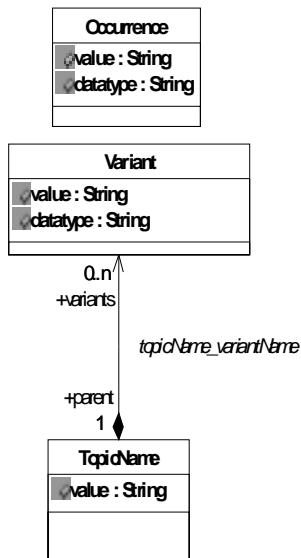 Occurrence
value : String
datatype : String
Variant
value : String
datatype : String
0..n
+variants
topicName_variantName
+parent
1
TopicName
value : String